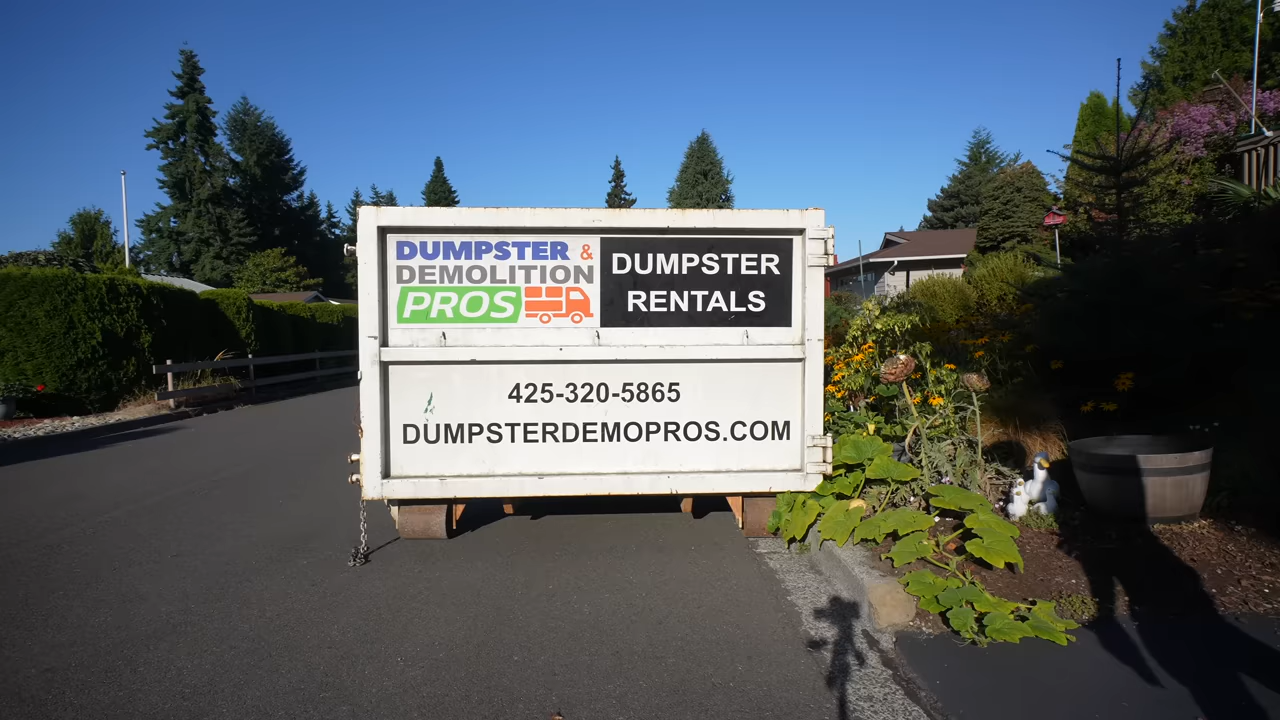 DUMPSTER &
DEMOLITION
PROS
DUMPSTER
RENTALS
425-320-5865
DUMPSTERDEMOPROS.COM